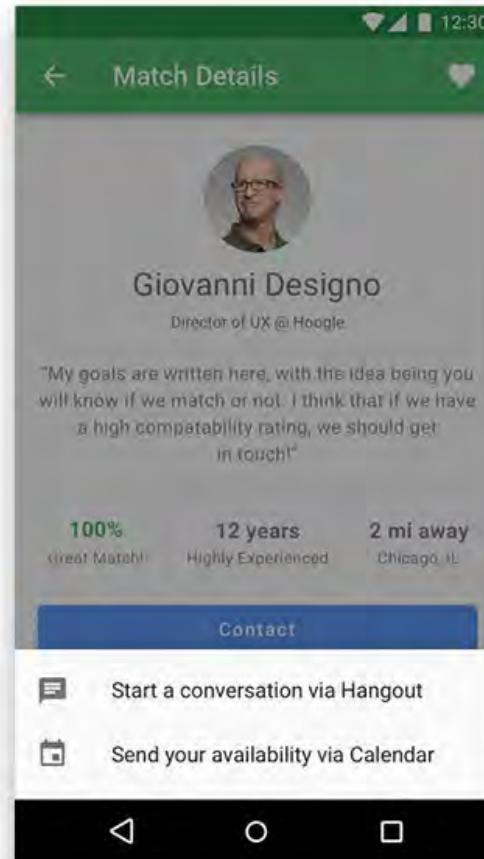 12:30
Match Details
Giovanni Designo
Director of UX @ Hoogle
"My goals are written here, with the idea being you
will know if we match or not. I think that if we have
a high compatability rating, we should get
in touch!"
100% 12 years 2 mi away
Great Match! Highly Experienced Chicago, IL
Contact
Start a conversation via Hangout
Send your availability via Calendar